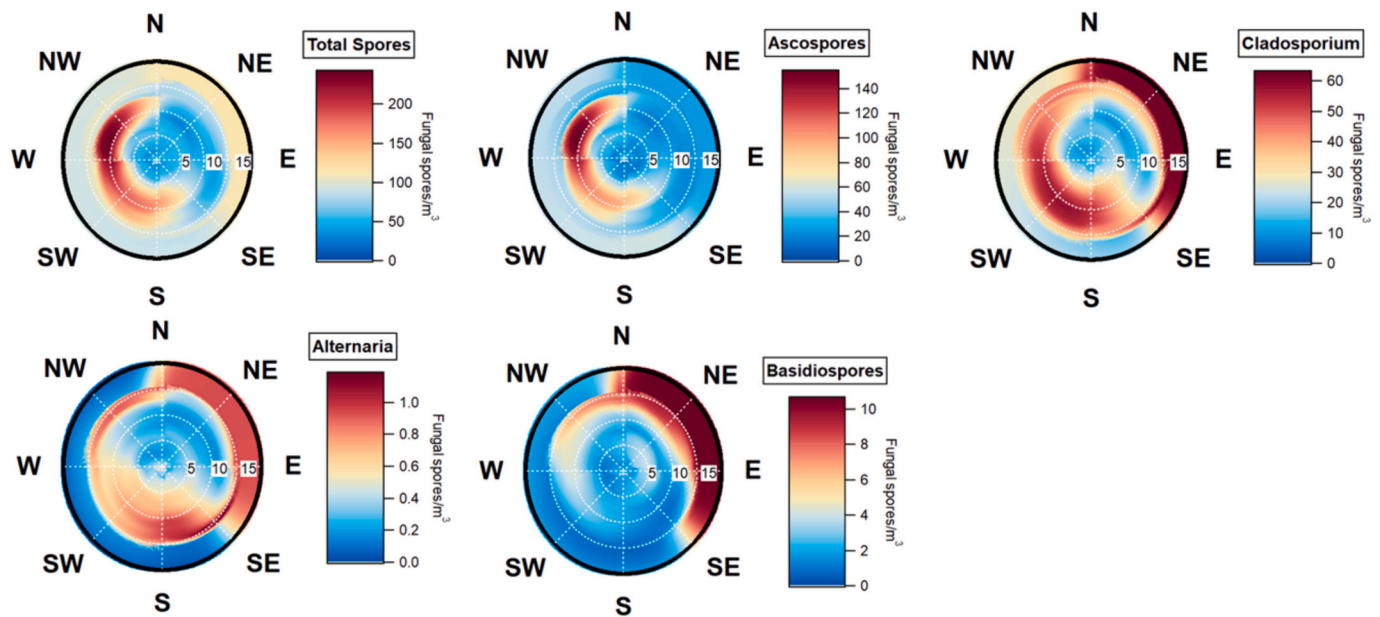 N
NW
NE
W
E
SW
SE
S
5
10
15
Total Spores
200
150
100
50
0
Fungal spores/m³
N
NW
NE
W
E
SW
SE
S
5
10
15
Ascospores
140
120
100
80
60
40
20
0
Fungal spores/m³
N
NW
NE
W
E
SW
SE
S
5
10
15
Cladosporium
60
50
40
30
20
10
0
Fungal spores/m³
N
NW
NE
W
E
SW
SE
S
5
10
15
Alternaria
1.0
0.8
0.6
0.4
0.2
0.0
Fungal spores/m³
N
NW
NE
W
E
SW
SE
S
5
10
15
Basidiospores
10
8
6
4
2
0
Fungal spores/m³